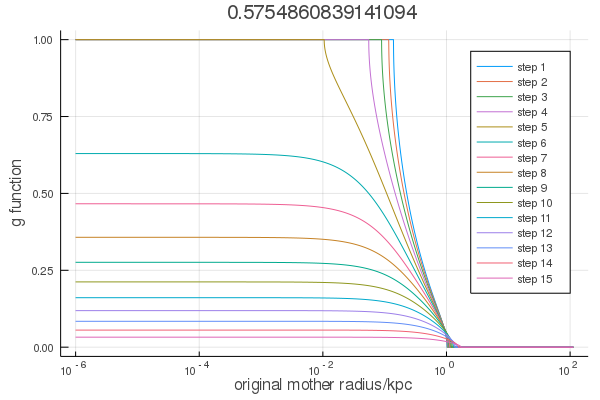 0.5754860839141094
1.00
0.75
0.50
0.25
0.00
g function
10^-6
10^-4
10^-2
10^0
10^2
original mother radius/kpc
step 1
step 2
step 3
step 4
step 5
step 6
step 7
step 8
step 9
step 10
step 11
step 12
step 13
step 14
step 15